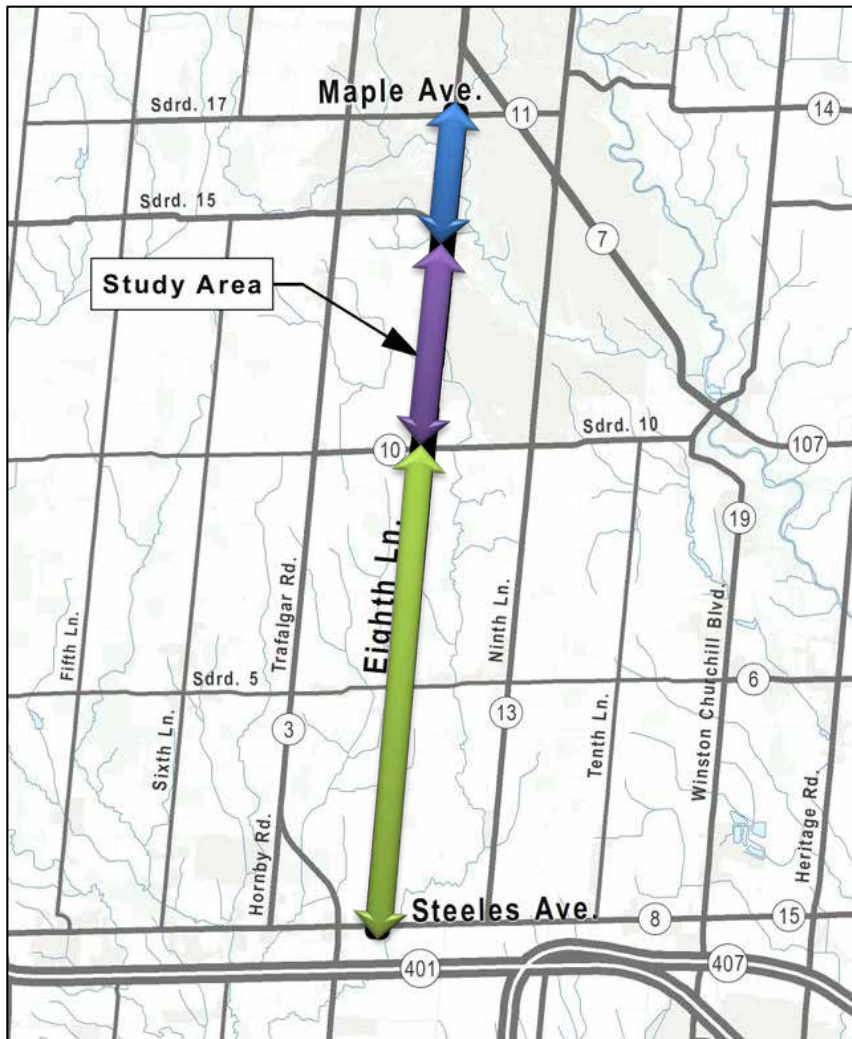 Maple Ave.
Sdrd. 17
11
14
Sdrd. 15
7
Study Area
Sdrd. 10
10
107
19
Eighth Ln.
Trafalgar Rd.
Ninth Ln.
Winston Churchill Blvd.
Fifth Ln.
Sdrd. 5
6
3
13
Sixth Ln.
Tenth Ln.
Hornby Rd.
Heritage Rd.
Steeles Ave.
8
15
401
407